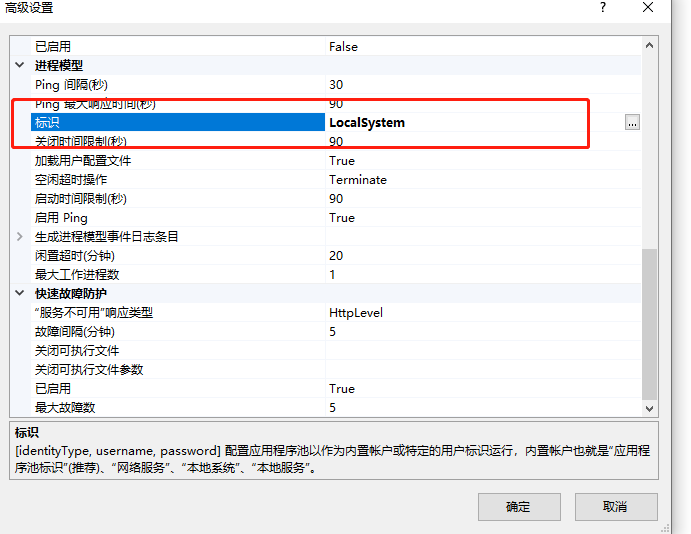 高级设置
?
已启用 False
进程模型
Ping 间隔(秒) 30
Ping 最大响应时间(秒) 90
标识 LocalSystem ...
关闭时间限制(秒) 90
加载用户配置文件 True
空闲超时操作 Terminate
启动时间限制(秒) 90
启用 Ping True
生成进程模型事件日志条目
闲置超时(分钟) 20
最大工作进程数 1
快速故障防护
“服务不可用”响应类型 HttpLevel
故障间隔(分钟) 5
关闭可执行文件
关闭可执行文件参数
已启用 True
最大故障数 5
标识
[identityType, username, password] 配置应用程序池以作为内置帐户或特定的用户标识运行，内置帐户也就是“应用程
序池标识”(推荐)、“网络服务”、“本地系统”、“本地服务”。
确定 取消